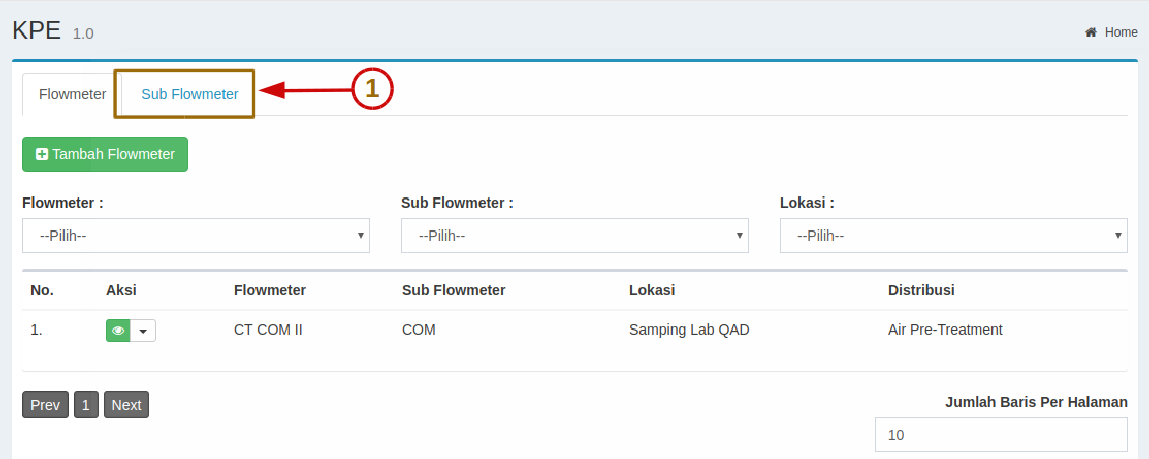 KPE 1.0
Home
Flowmeter Sub Flowmeter 1
Tambah Flowmeter
Flowmeter : Sub Flowmeter : Lokasi :
--Pilih-- --Pilih-- --Pilih--
No. Aksi Flowmeter Sub Flowmeter Lokasi Distribusi
1. CT COM II COM Samping Lab QAD Air Pre-Treatment
Prev 1 Next
Jumlah Baris Per Halaman
10